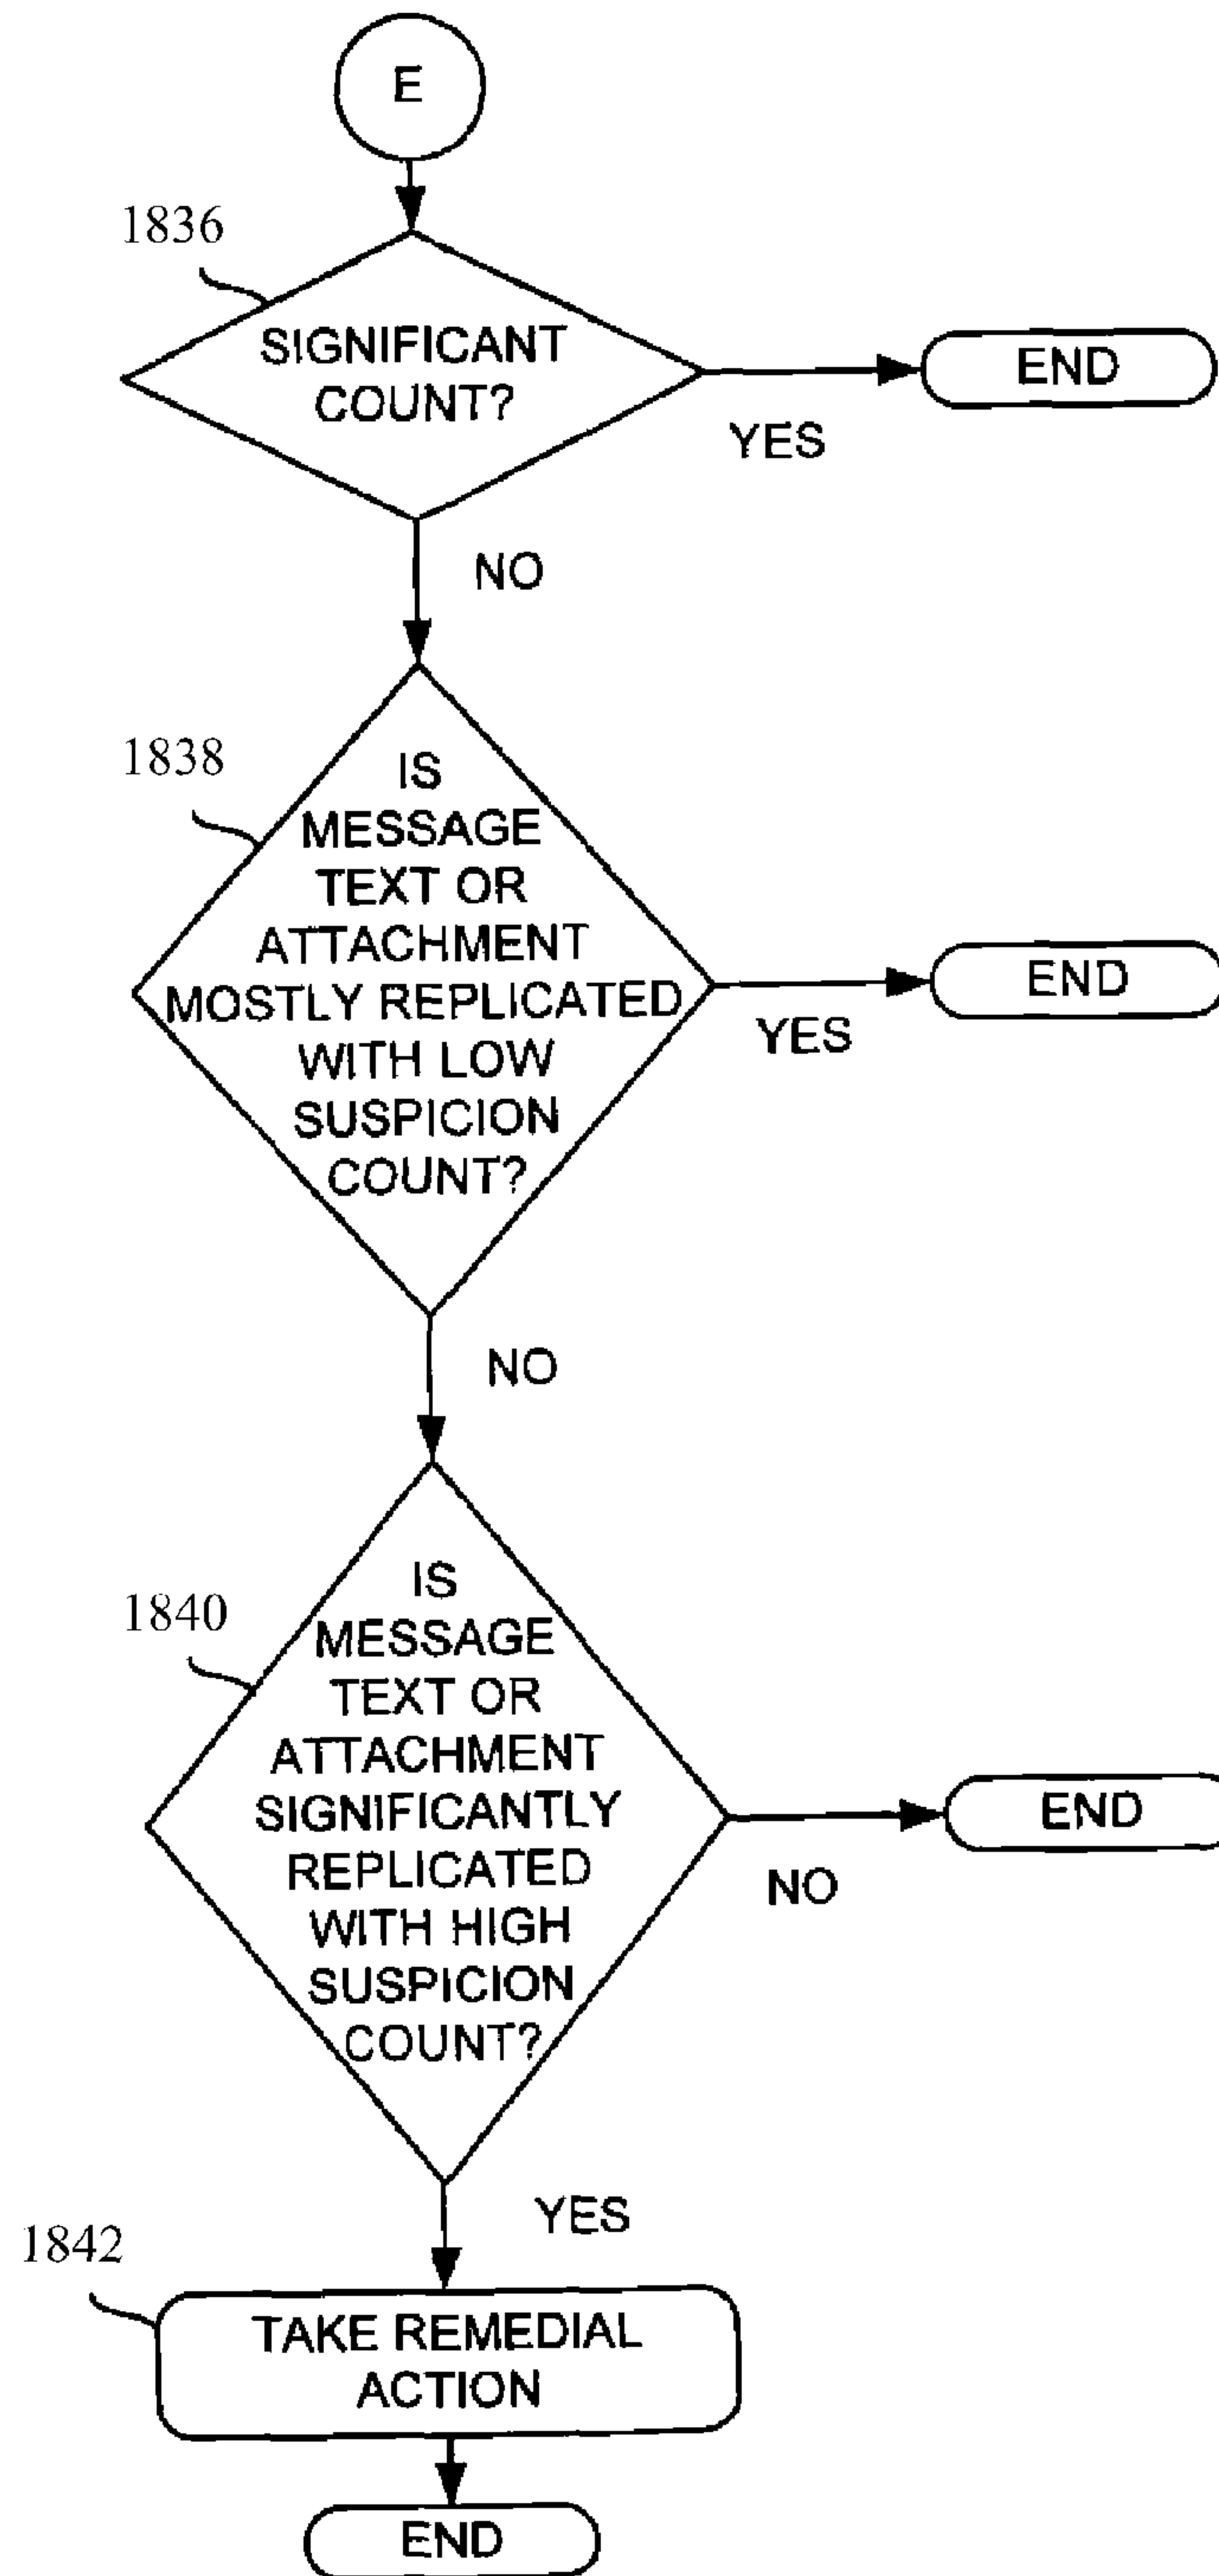 E
1836
SIGNIFICANT
COUNT?
END
YES
NO
1838
IS
MESSAGE
TEXT OR
ATTACHMENT
MOSTLY REPLICATED
WITH LOW
SUSPICION
COUNT?
END
YES
NO
1840
IS
MESSAGE
TEXT OR
ATTACHMENT
SIGNIFICANTLY
REPLICATED
WITH HIGH
SUSPICION
COUNT?
END
NO
YES
1842
TAKE REMEDIAL
ACTION
END